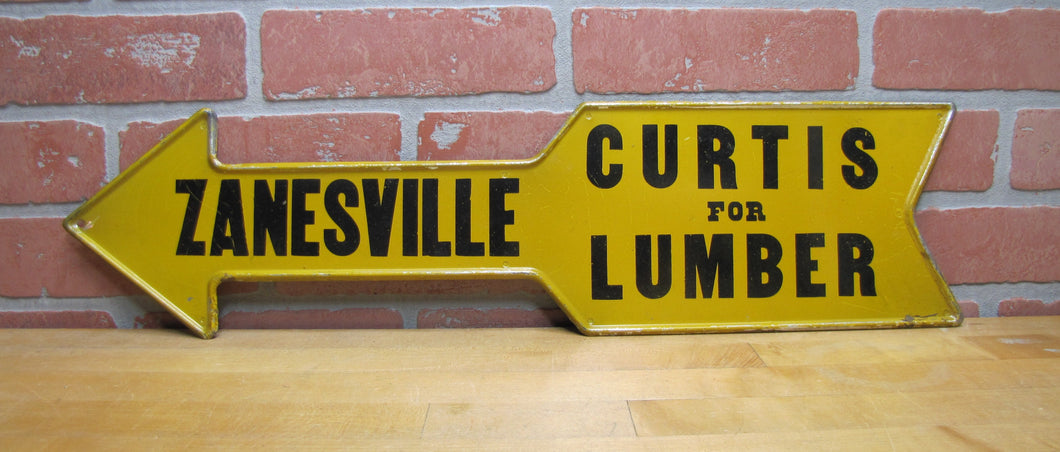 ZANESVILLE
CURTIS
FOR
LUMBER